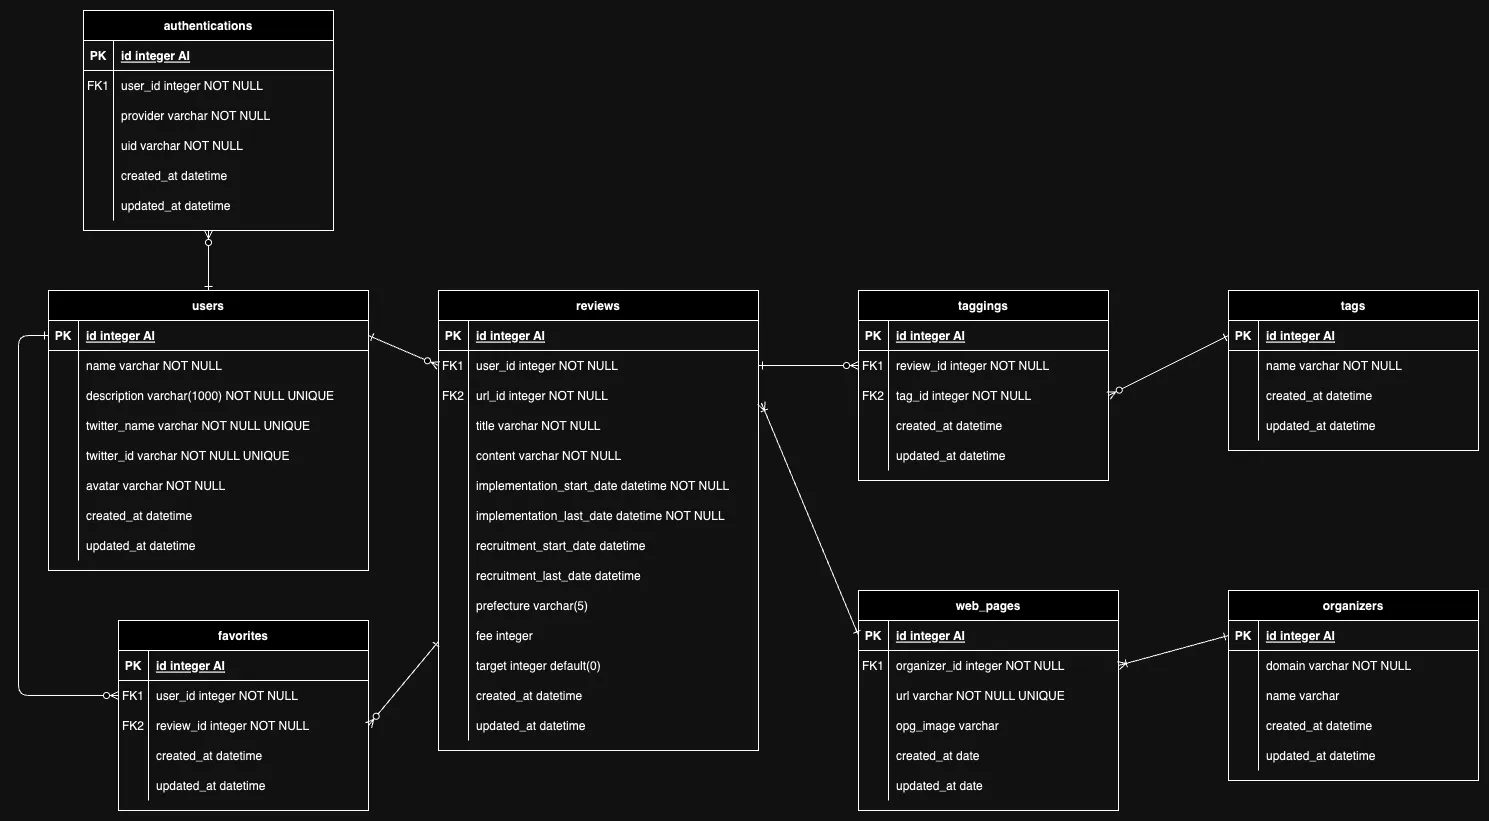 authentications
PK id integer AI
FK1 user_id integer NOT NULL
provider varchar NOT NULL
uid varchar NOT NULL
created_at datetime
updated_at datetime
users
PK id integer AI
name varchar NOT NULL
description varchar(1000) NOT NULL UNIQUE
twitter_name varchar NOT NULL UNIQUE
twitter_id varchar NOT NULL UNIQUE
avatar varchar NOT NULL
created_at datetime
updated_at datetime
favorites
PK id integer AI
FK1 user_id integer NOT NULL
FK2 review_id integer NOT NULL
created_at datetime
updated_at datetime
reviews
PK id integer AI
FK1 user_id integer NOT NULL
FK2 url_id integer NOT NULL
title varchar NOT NULL
content varchar NOT NULL
implementation_start_date datetime NOT NULL
implementation_last_date datetime NOT NULL
recruitment_start_date datetime
recruitment_last_date datetime
prefecture varchar(5)
fee integer
target integer default(0)
created_at datetime
updated_at datetime
taggings
PK id integer AI
FK1 review_id integer NOT NULL
FK2 tag_id integer NOT NULL
created_at datetime
updated_at datetime
tags
PK id integer AI
name varchar NOT NULL
created_at datetime
updated_at datetime
web_pages
PK id integer AI
FK1 organizer_id integer NOT NULL
url varchar NOT NULL UNIQUE
opg_image varchar
created_at date
updated_at date
organizers
PK id integer AI
domain varchar NOT NULL
name varchar
created_at datetime
updated_at datetime